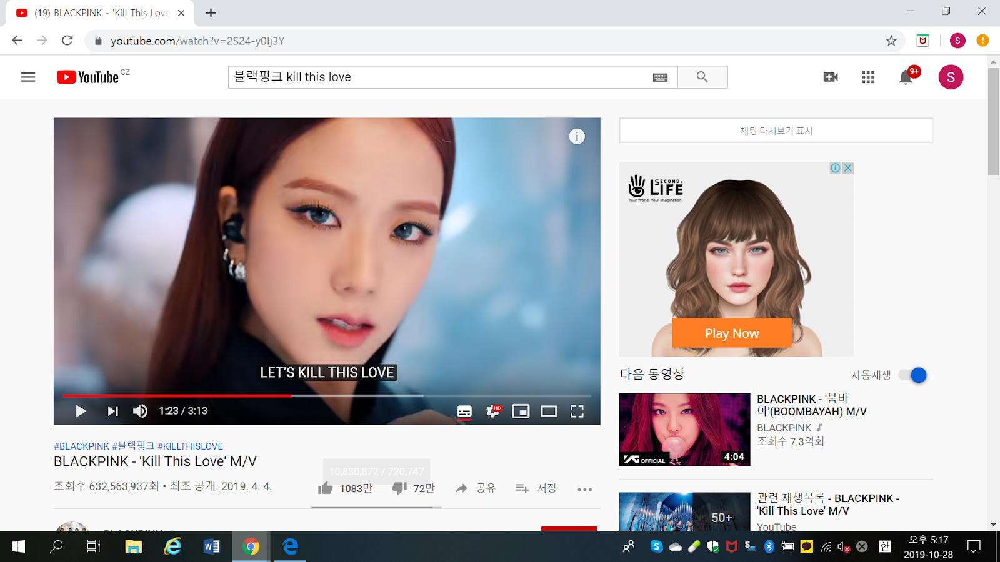 (19) BLACKPINK - 'Kill This Love
youtube.com/watch?v=2S24-y0Ij3Y
YouTube CZ
블랙핑크 kill this love
9+
S
S
채팅 다시보기 표시
SECOND LIFE
Your World. Your Imagination.
Play Now
LET'S KILL THIS LOVE
1:23 / 3:13
HD
다음 동영상
자동재생
BLACKPINK - '붐바
야'(BOOMBAYAH) M/V
BLACKPINK
조회수 7.3억회
YG OFFICIAL
4:04
#BLACKPINK #블랙핑크 #KILLTHISLOVE
BLACKPINK - 'Kill This Love' M/V
10,830,872 / 720,747
조회수 632,563,937회 • 최초 공개: 2019. 4. 4.
1083만
72만
공유
저장
관련 재생목록 - BLACKPINK -
'Kill This Love' M/V
YouTube
50+
한
오후 5:17
2019-10-28